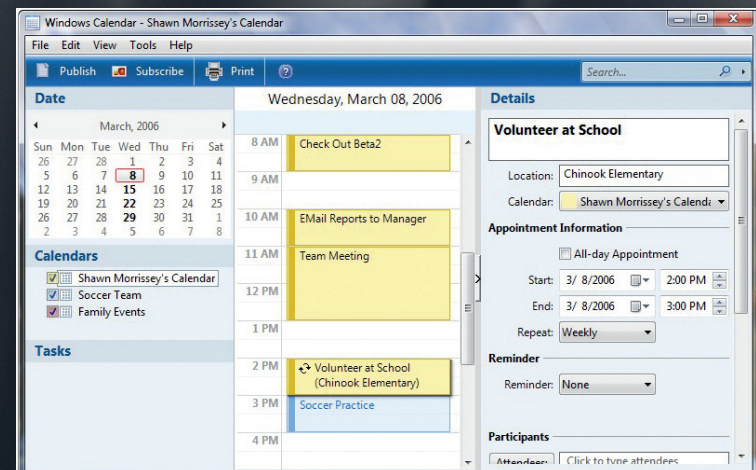 Windows Calendar - Shawn Morrissey's Calendar
File Edit View Tools Help
Publish Subscribe Print Search...
Date
March, 2006
Sun Mon Tue Wed Thu Fri Sat
26 27 28 1 2 3 4
5 6 7 8 9 10 11
12 13 14 15 16 17 18
19 20 21 22 23 24 25
26 27 28 29 30 31 1
2 3 4 5 6 7 8
Calendars
Shawn Morrissey's Calendar
Soccer Team
Family Events
Tasks
Wednesday, March 08, 2006
8 AM Check Out Beta2
9 AM
10 AM EMail Reports to Manager
11 AM Team Meeting
12 PM
1 PM
2 PM Volunteer at School
(Chinook Elementary)
3 PM Soccer Practice
4 PM
Details
Volunteer at School
Location: Chinook Elementary
Calendar: Shawn Morrissey's Calenda
Appointment Information
All-day Appointment
Start: 3/ 8/2006 2:00 PM
End: 3/ 8/2006 3:00 PM
Repeat: Weekly
Reminder
Reminder: None
Participants
Attendees: Click to type attendees